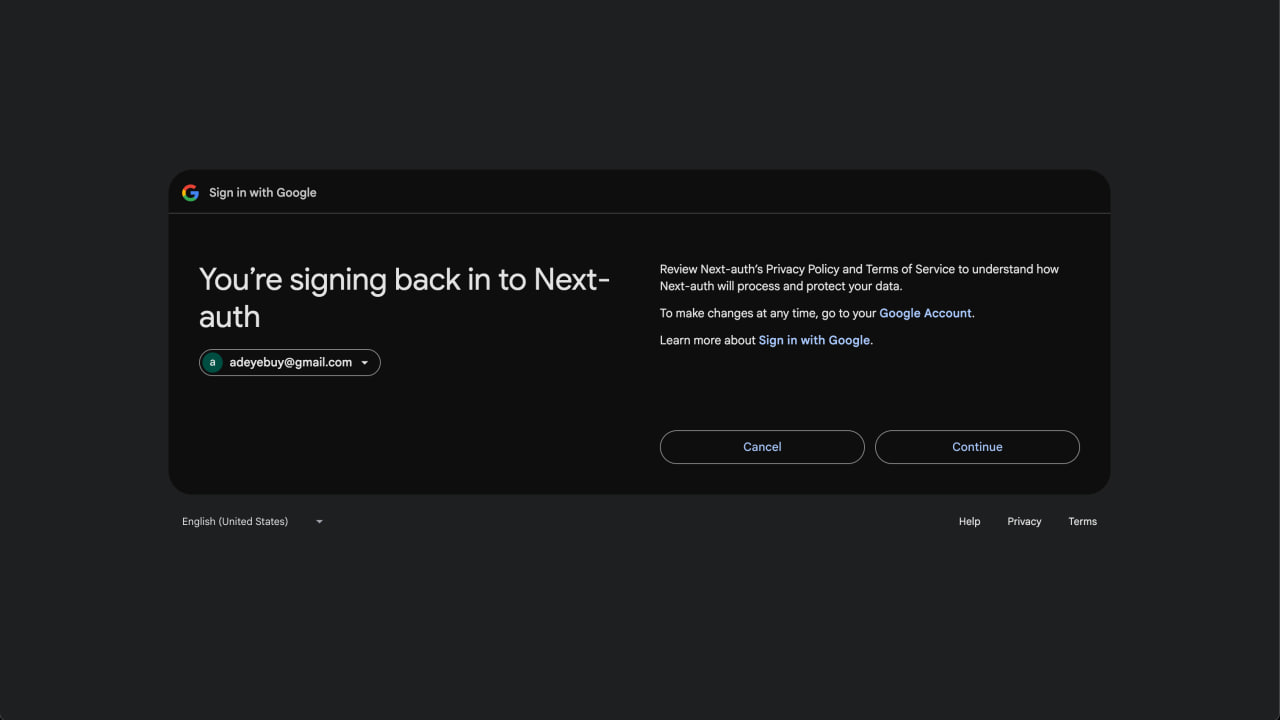 Sign in with Google
You’re signing back in to Next-
auth
a adeyebuy@gmail.com
Review Next-auth’s Privacy Policy and Terms of Service to understand how
Next-auth will process and protect your data.
To make changes at any time, go to your Google Account.
Learn more about Sign in with Google.
Cancel
Continue
English (United States)
Help
Privacy
Terms